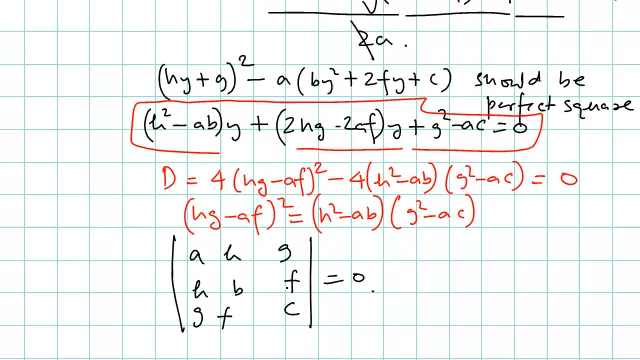 2a.
(hy+g)² − a(by²+2fy+c) should be
perfect square
(h²−ab)y + (2hg−2af)y + g²−ac = 0
D = 4(hg−af)² − 4(h²−ab)(g²−ac) = 0
(hg−af)² = (h²−ab)(g²−ac)
| a h g |
| h b f | = 0.
| g f c |